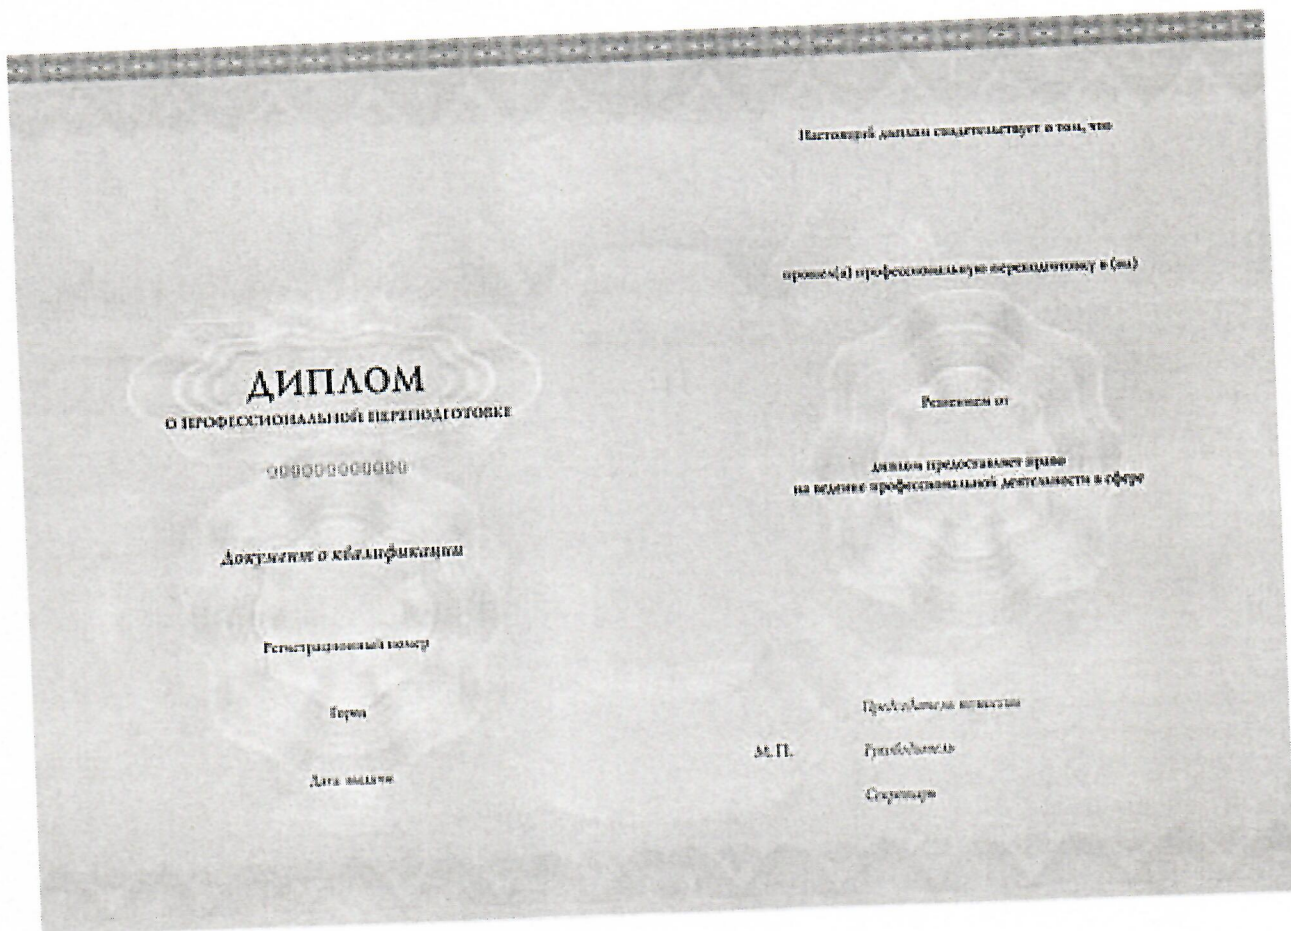 ДИПЛОМ
О ПРОФЕССИОНАЛЬНОЙ ПЕРЕПОДГОТОВКЕ
000000000000
Документ о квалификации
Регистрационный номер
Город
Дата выдачи
Настоящий диплом свидетельствует о том, что
прошел(а) профессиональную переподготовку в (на)
Решением от
диплом предоставляет право
на ведение профессиональной деятельности в сфере
Председатель комиссии
М.П. Руководитель
Секретарь